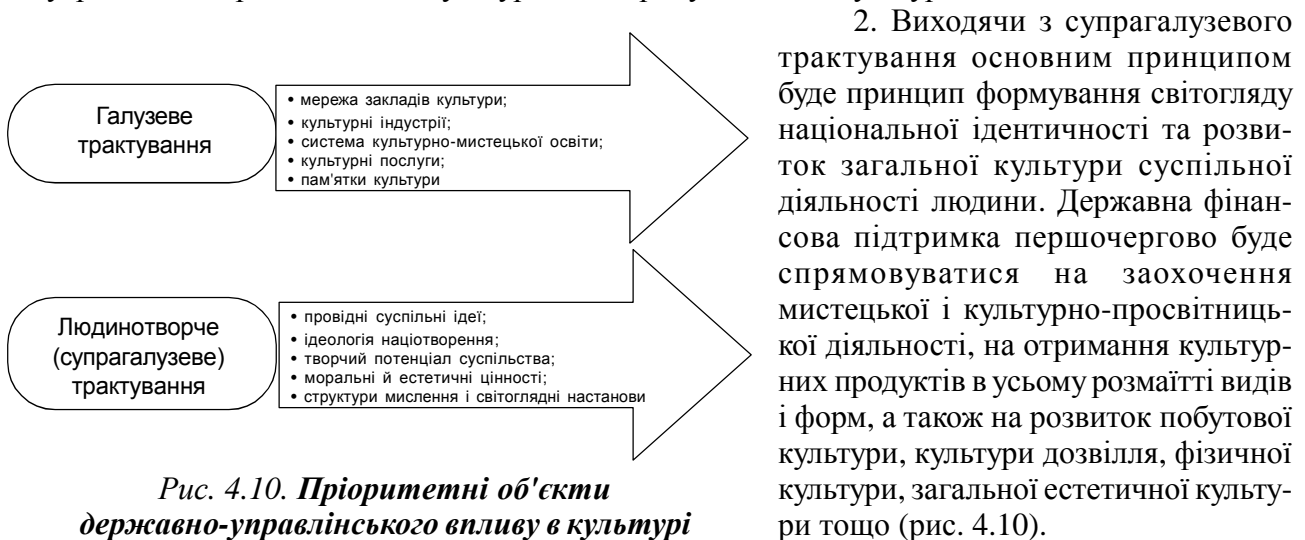 Галузеве
трактування
• мережа закладів культури;
• культурні індустрії;
• система культурно-мистецької освіти;
• культурні послуги;
• пам'ятки культури
Людинотворче
(супрагалузеве)
трактування
• провідні суспільні ідеї;
• ідеологія націотворення;
• творчий потенціал суспільства;
• моральні й естетичні цінності;
• структури мислення і світоглядні настанови
Рис. 4.10. Пріоритетні об'єкти
державно-управлінського впливу в культурі
2. Виходячи з супрагалузевого
трактування основним принципом
буде принцип формування світогляду
національної ідентичності та розви-
ток загальної культури суспільної
діяльності людини. Державна фінан-
сова підтримка першочергово буде
спрямовуватися на заохочення
мистецької і культурно-просвітниць-
кої діяльності, на отримання культур-
них продуктів в усьому розмаїтті видів
і форм, а також на розвиток побутової
культури, культури дозвілля, фізичної
культури, загальної естетичної культу-
ри тощо (рис. 4.10).